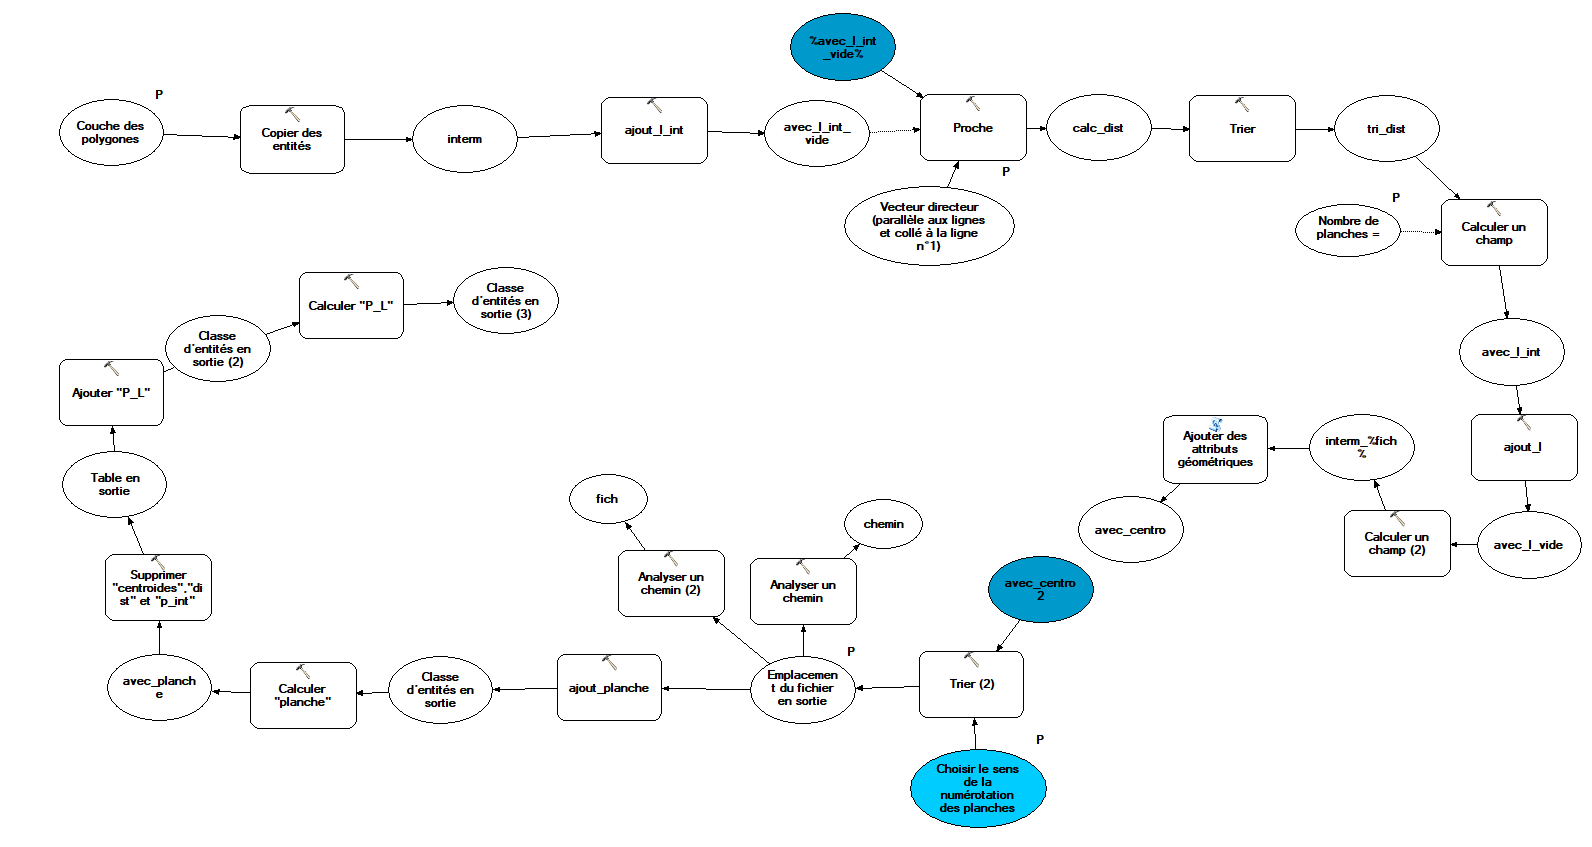 %avec_l_int
_vide%
P
Couche des
polygones
Copier des
entités
interm
ajout_l_int
avec_l_int_
vide
Proche
calc_dist
Trier
tri_dist
P
Vecteur directeur
(parallèle aux lignes
et collé à la ligne
n°1)
P
Nombre de
planches =
Calculer un
champ
Calculer "P_L"
Classe
d'entités en
sortie (3)
Classe
d'entités en
sortie (2)
avec_l_int
Ajouter "P_L"
Ajouter des
attributs
géométriques
interm_%fich
%
ajout_l
Table en
sortie
fich
chemin
avec_centro
Calculer un
champ (2)
avec_l_vide
Supprimer
"centroides","di
st" et "p_int"
Analyser un
chemin (2)
Analyser un
chemin
avec_centro
2
P
avec_planch
e
Calculer
"planche"
Classe
d'entités en
sortie
ajout_planche
Emplacemen
t du fichier
en sortie
Trier (2)
P
Choisir le sens
de la
numérotation
des planches